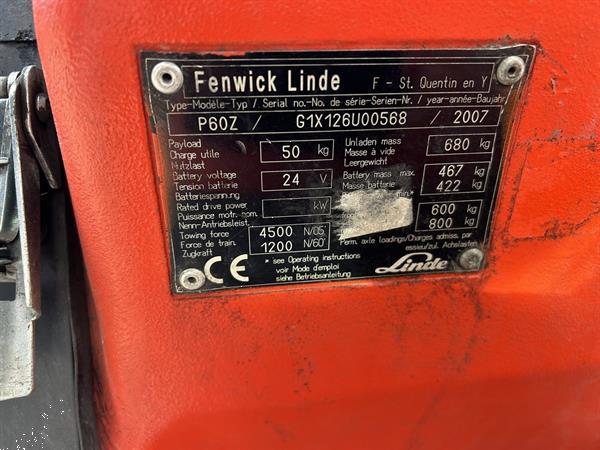 Fenwick Linde F - St. Quentin en Y
Type-Modèle-Typ / Serial no.-No. de série-Serien-Nr. / year-année-Baujahr
P60Z / G1X126U00568 / 2007
Payload
Charge utile 50 kg
Nutzlast
Battery voltage
Tension batterie 24 V
Batteriespannung
Rated drive power
Puissance motr. nom. kW
Nenn-Antriebsleist.
Towing force 4500 N/05'
Force de train. 1200 N/60'
Zugkraft
Unladen mass
Masse à vide 680 kg
Leergewicht
Battery mass max. 467 kg
Masse batterie 422 kg
min.*
600 kg
800 kg
Perm. axle loadings/Charges admiss. par
essieu/zul. Achslasten
CE
* see Operating instructions
voir Mode d'emploi
siehe Betriebsanleitung
Linde